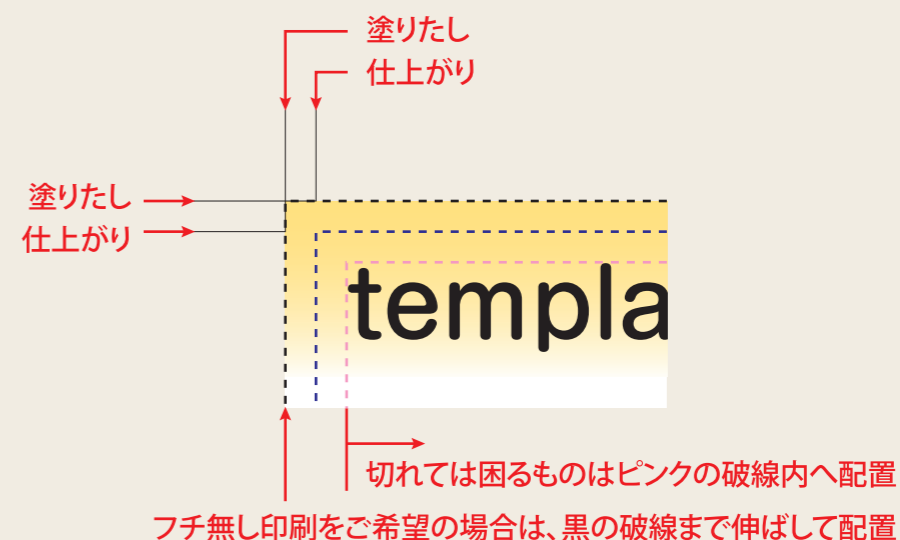 塗りたし
仕上がり
塗りたし
仕上がり
templa
切れては困るものはピンクの破線内へ配置
フチ無し印刷をご希望の場合は、黒の破線まで伸ばして配置